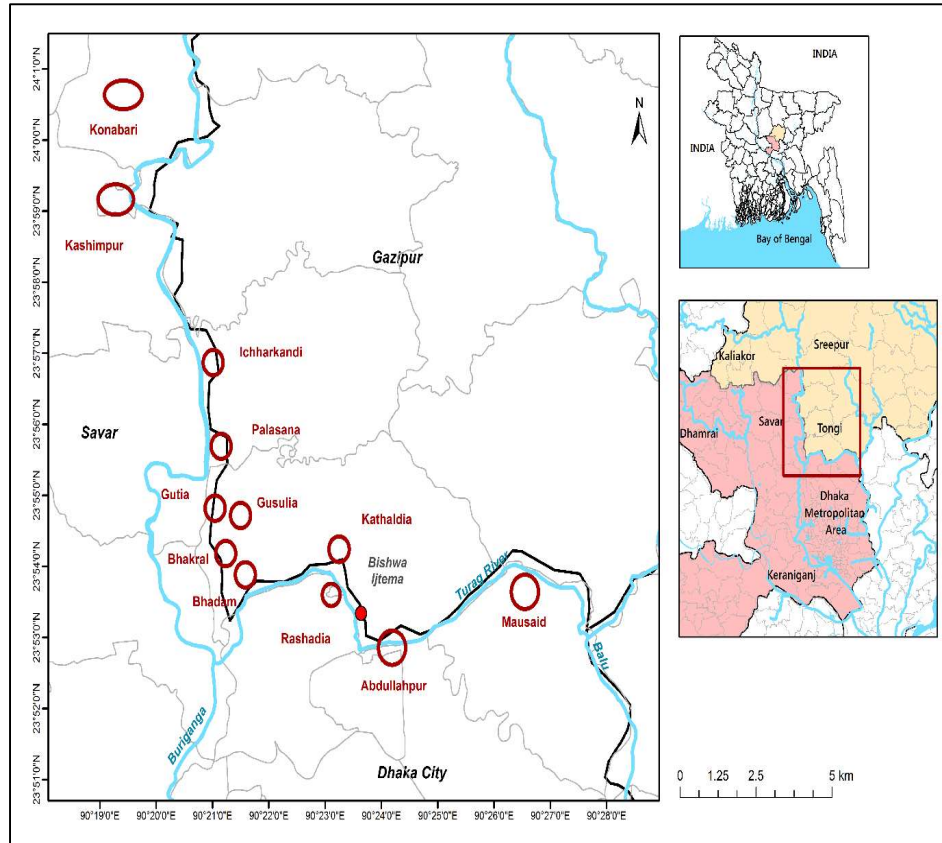 24°1'0"N
24°0'0"N
23°59'0"N
23°58'0"N
23°57'0"N
23°56'0"N
23°55'0"N
23°54'0"N
23°53'0"N
23°52'0"N
23°51'0"N
Konabari
Kashimpur
Gazipur
N
Ichharkandi
Palasana
Savar
Gutia
Gusulia
Kathaldia
Bhakral
Bishwa
Ijtema
Bhadam
Turag River
Mausaid
Rashadia
Abdullahpur
Balu
Buriganga
Dhaka City
90°19'0"E
90°20'0"E
90°21'0"E
90°22'0"E
90°23'0"E
90°24'0"E
90°25'0"E
90°26'0"E
90°27'0"E
90°28'0"E
INDIA
INDIA
Bay of Bengal
Kaliakor
Sreepur
Savar
Tongi
Dhamrai
Dhaka
Metropolitan
Area
Keraniganj
0 1.25 2.5 5 km